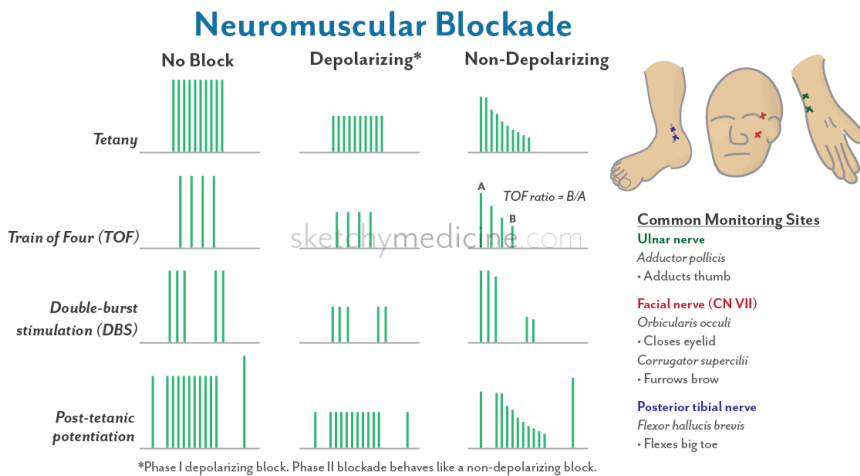 Neuromuscular Blockade
No Block
Depolarizing*
Non-Depolarizing
Tetany
Train of Four (TOF)
A
TOF ratio = B/A
B
sketchymedicine.com
Double-burst
stimulation (DBS)
Post-tetanic
potentiation
*Phase I depolarizing block. Phase II blockade behaves like a non-depolarizing block.
Common Monitoring Sites
Ulnar nerve
Adductor pollicis
• Adducts thumb
Facial nerve (CN VII)
Orbicularis occuli
• Closes eyelid
Corrugator supercilii
• Furrows brow
Posterior tibial nerve
Flexor hallucis brevis
• Flexes big toe